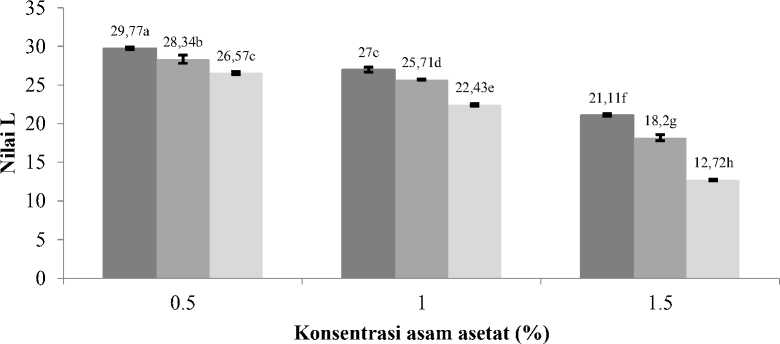 35
30
25
20
15
10
5
0
Nilai L
29,77a
28,34b
26,57c
27c
25,71d
22,43e
21,11f
18,2g
12,72h
0.5
1
1.5
Konsentrasi asam asetat (%)